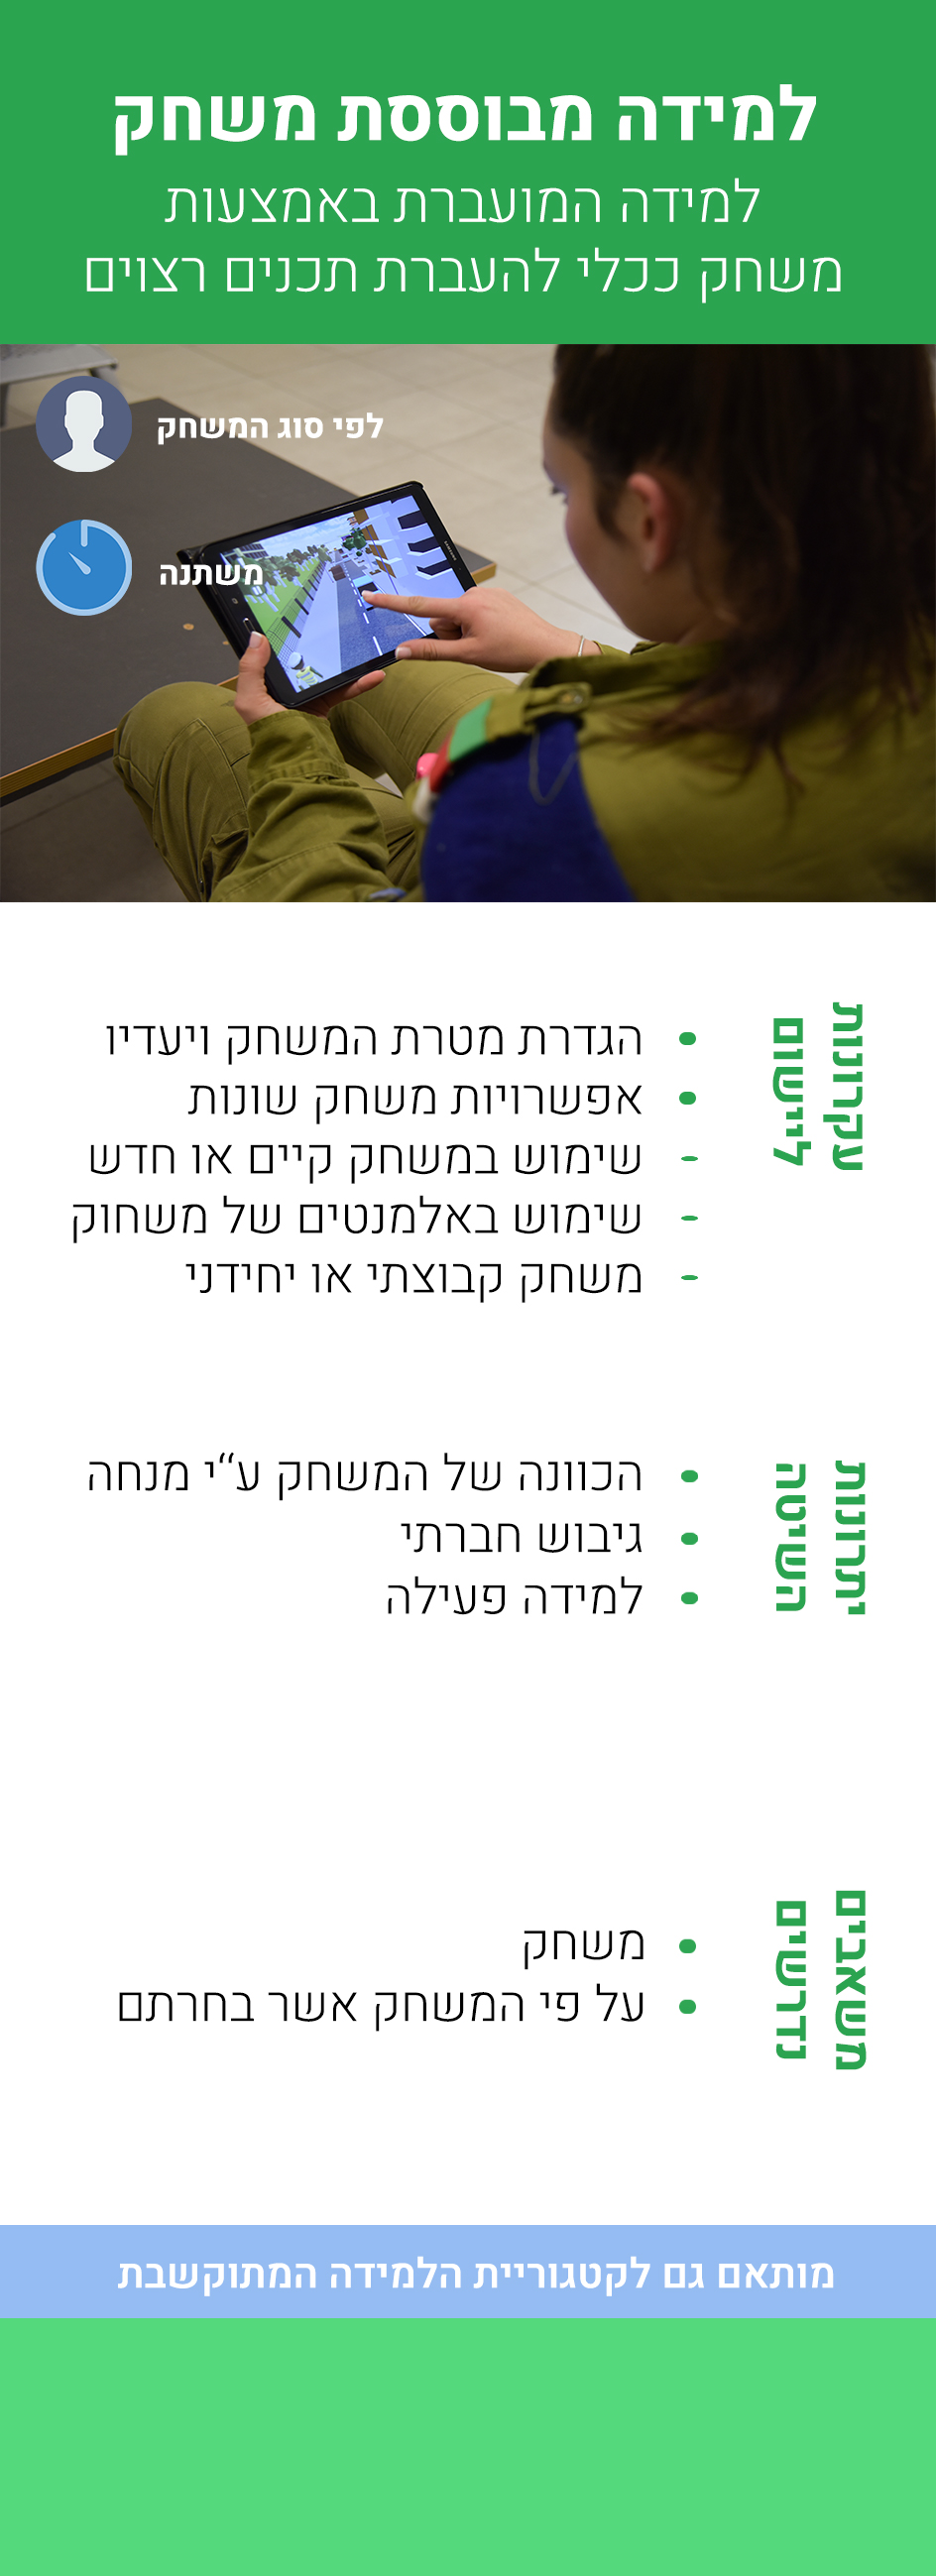 למידה מבוססת משחק
למידה המועברת באמצעות
משחק ככלי להעברת תכנים רצויים
לפי סוג המשחק
משתנה
עקרונות
ליישום
• הגדרת מטרת המשחק ויעדיו
• אפשרויות משחק שונות
- שימוש במשחק קיים או חדש
- שימוש באלמנטים של משחוק
- משחק קבוצתי או יחידני
יתרונות
השיטה
• הכוונה של המשחק ע״י מנחה
• גיבוש חברתי
• למידה פעילה
משאבים
נדרשים
• משחק
• על פי המשחק אשר בחרתם
מותאם גם לקטגוריית הלמידה המתוקשבת